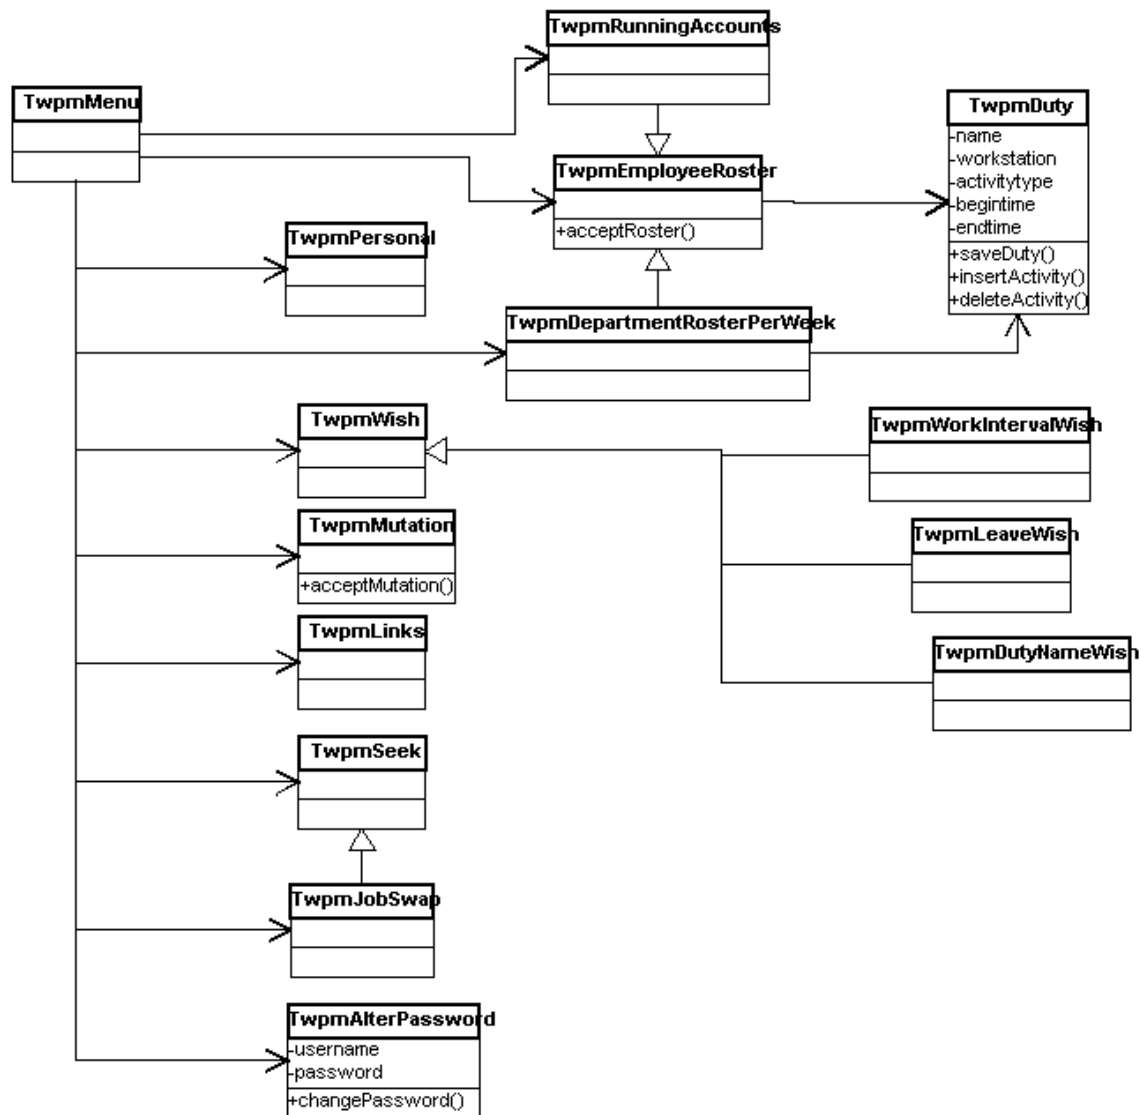 TwpmRunningAccounts
TwpmMenu
TwpmDuty
-name
-workstation
-activitytype
-begintime
-endtime
+saveDuty()
+insertActivity()
+deleteActivity()
TwpmEmployeeRoster
+acceptRoster()
TwpmPersonal
TwpmDepartmentRosterPerWeek
TwpmWish
TwpmWorkIntervalWish
TwpmMutation
+acceptMutation()
TwpmLeaveWish
TwpmLinks
TwpmDutyNameWish
TwpmSeek
TwpmJobSwap
TwpmAlterPassword
-username
-password
+changePassword()